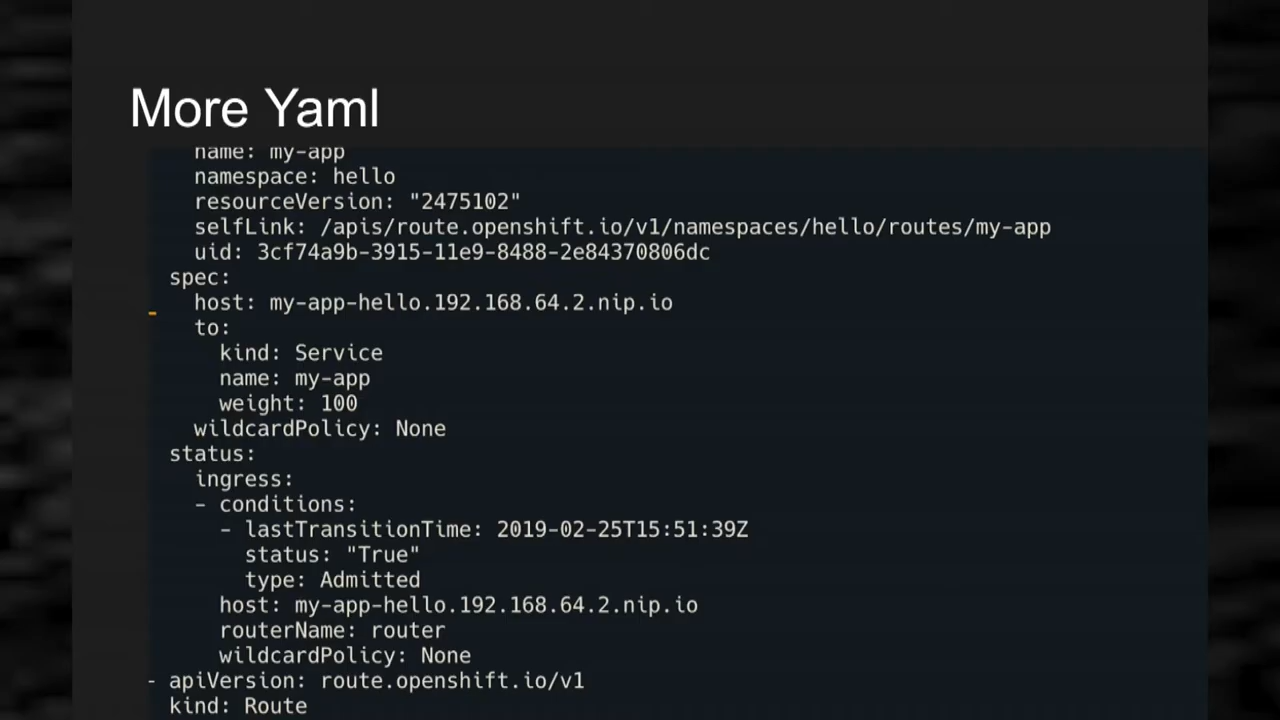 More Yaml
name: my-app
namespace: hello
resourceVersion: "2475102"
selfLink: /apis/route.openshift.io/v1/namespaces/hello/routes/my-app
uid: 3cf74a9b-3915-11e9-8488-2e84370806dc
spec:
host: my-app-hello.192.168.64.2.nip.io
to:
kind: Service
name: my-app
weight: 100
wildcardPolicy: None
status:
ingress:
- conditions:
- lastTransitionTime: 2019-02-25T15:51:39Z
status: "True"
type: Admitted
host: my-app-hello.192.168.64.2.nip.io
routerName: router
wildcardPolicy: None
- apiVersion: route.openshift.io/v1
kind: Route